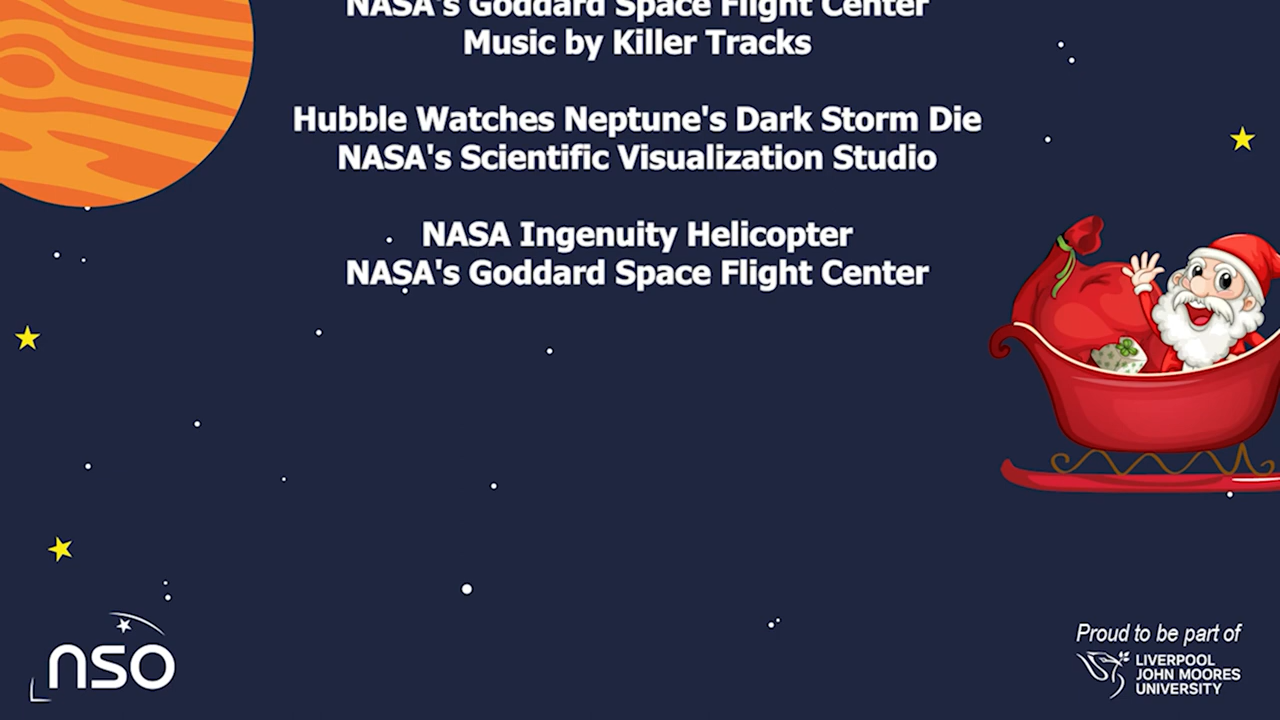 NASA's Goddard Space Flight Center
Music by Killer Tracks
Hubble Watches Neptune's Dark Storm Die
NASA's Scientific Visualization Studio
NASA Ingenuity Helicopter
NASA's Goddard Space Flight Center
nso
Proud to be part of
LIVERPOOL
JOHN MOORES
UNIVERSITY